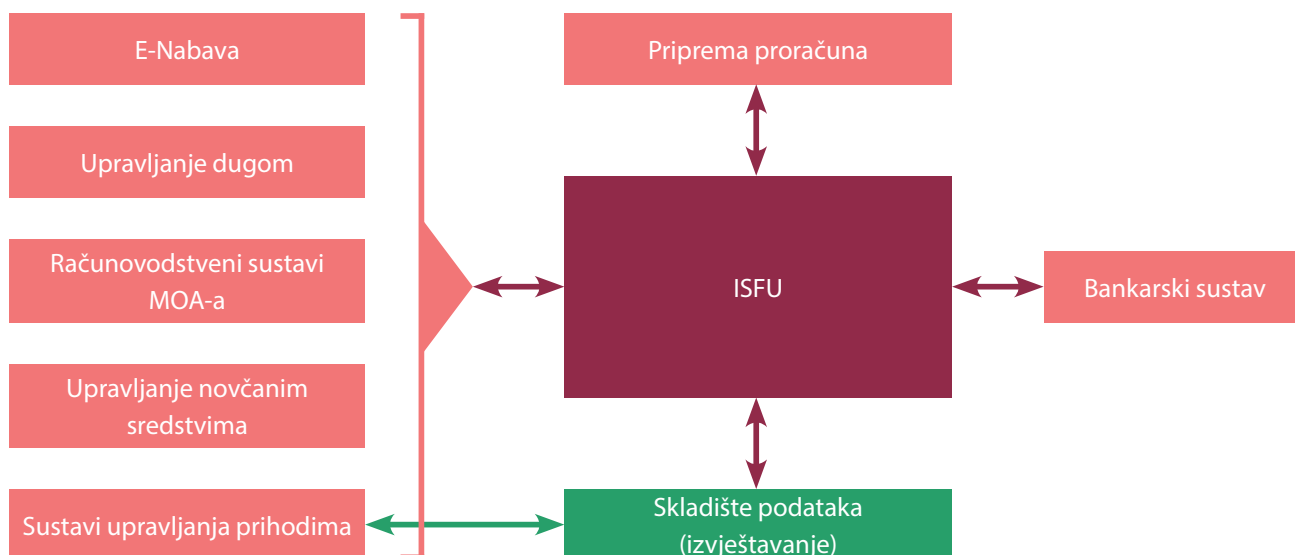 E-Nabava
Upravljanje dugom
Računovodstveni sustavi
MOA-a
Upravljanje novčanim
sredstvima
Sustavi upravljanja prihodima
Priprema proračuna
ISFU
Skladište podataka
(izvještavanje)
Bankarski sustav